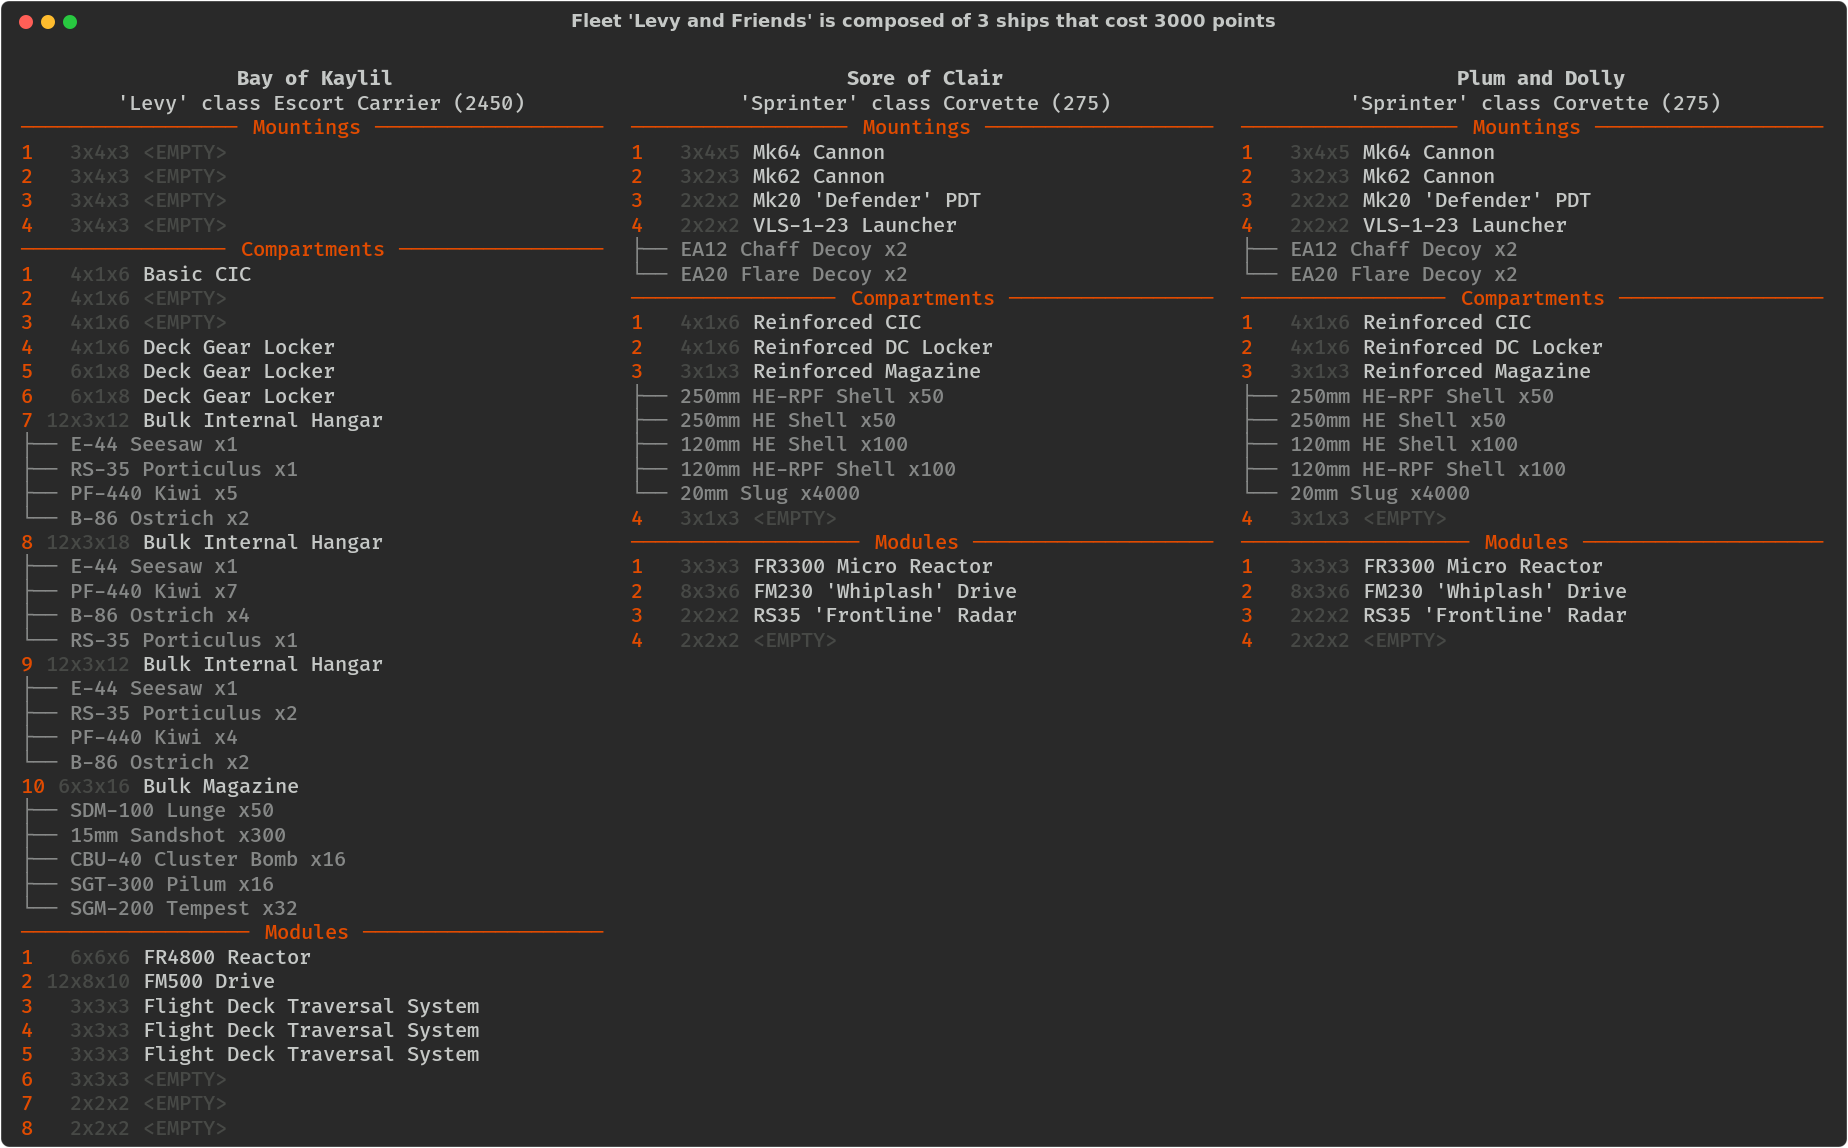 Fleet 'Levy and Friends' is composed of 3 ships that cost 3000 points
Bay of Kaylil
'Levy' class Escort Carrier (2450)
Mountings
1 3x4x3 <EMPTY>
2 3x4x3 <EMPTY>
3 3x4x3 <EMPTY>
4 3x4x3 <EMPTY>
Compartments
1 4x1x6 Basic CIC
2 4x1x6 <EMPTY>
3 4x1x6 <EMPTY>
4 4x1x6 Deck Gear Locker
5 6x1x8 Deck Gear Locker
6 6x1x8 Deck Gear Locker
7 12x3x12 Bulk Internal Hangar
E-44 Seesaw x1
RS-35 Porticulus x1
PF-440 Kiwi x5
B-86 Ostrich x2
8 12x3x18 Bulk Internal Hangar
E-44 Seesaw x1
PF-440 Kiwi x7
B-86 Ostrich x4
RS-35 Porticulus x1
9 12x3x12 Bulk Internal Hangar
E-44 Seesaw x1
RS-35 Porticulus x2
PF-440 Kiwi x4
B-86 Ostrich x2
10 6x3x16 Bulk Magazine
SDM-100 Lunge x50
15mm Sandshot x300
CBU-40 Cluster Bomb x16
SGT-300 Pilum x16
SGM-200 Tempest x32
Modules
1 6x6x6 FR4800 Reactor
2 12x8x10 FM500 Drive
3 3x3x3 Flight Deck Traversal System
4 3x3x3 Flight Deck Traversal System
5 3x3x3 Flight Deck Traversal System
6 3x3x3 <EMPTY>
7 2x2x2 <EMPTY>
8 2x2x2 <EMPTY>
Sore of Clair
'Sprinter' class Corvette (275)
Mountings
1 3x4x5 Mk64 Cannon
2 3x2x3 Mk62 Cannon
3 2x2x2 Mk20 'Defender' PDT
4 2x2x2 VLS-1-23 Launcher
EA12 Chaff Decoy x2
EA20 Flare Decoy x2
Compartments
1 4x1x6 Reinforced CIC
2 4x1x6 Reinforced DC Locker
3 3x1x3 Reinforced Magazine
250mm HE-RPF Shell x50
250mm HE Shell x50
120mm HE Shell x100
120mm HE-RPF Shell x100
20mm Slug x4000
4 3x1x3 <EMPTY>
Modules
1 3x3x3 FR3300 Micro Reactor
2 8x3x6 FM230 'Whiplash' Drive
3 2x2x2 RS35 'Frontline' Radar
4 2x2x2 <EMPTY>
Plum and Dolly
'Sprinter' class Corvette (275)
Mountings
1 3x4x5 Mk64 Cannon
2 3x2x3 Mk62 Cannon
3 2x2x2 Mk20 'Defender' PDT
4 2x2x2 VLS-1-23 Launcher
EA12 Chaff Decoy x2
EA20 Flare Decoy x2
Compartments
1 4x1x6 Reinforced CIC
2 4x1x6 Reinforced DC Locker
3 3x1x3 Reinforced Magazine
250mm HE-RPF Shell x50
250mm HE Shell x50
120mm HE Shell x100
120mm HE-RPF Shell x100
20mm Slug x4000
4 3x1x3 <EMPTY>
Modules
1 3x3x3 FR3300 Micro Reactor
2 8x3x6 FM230 'Whiplash' Drive
3 2x2x2 RS35 'Frontline' Radar
4 2x2x2 <EMPTY>